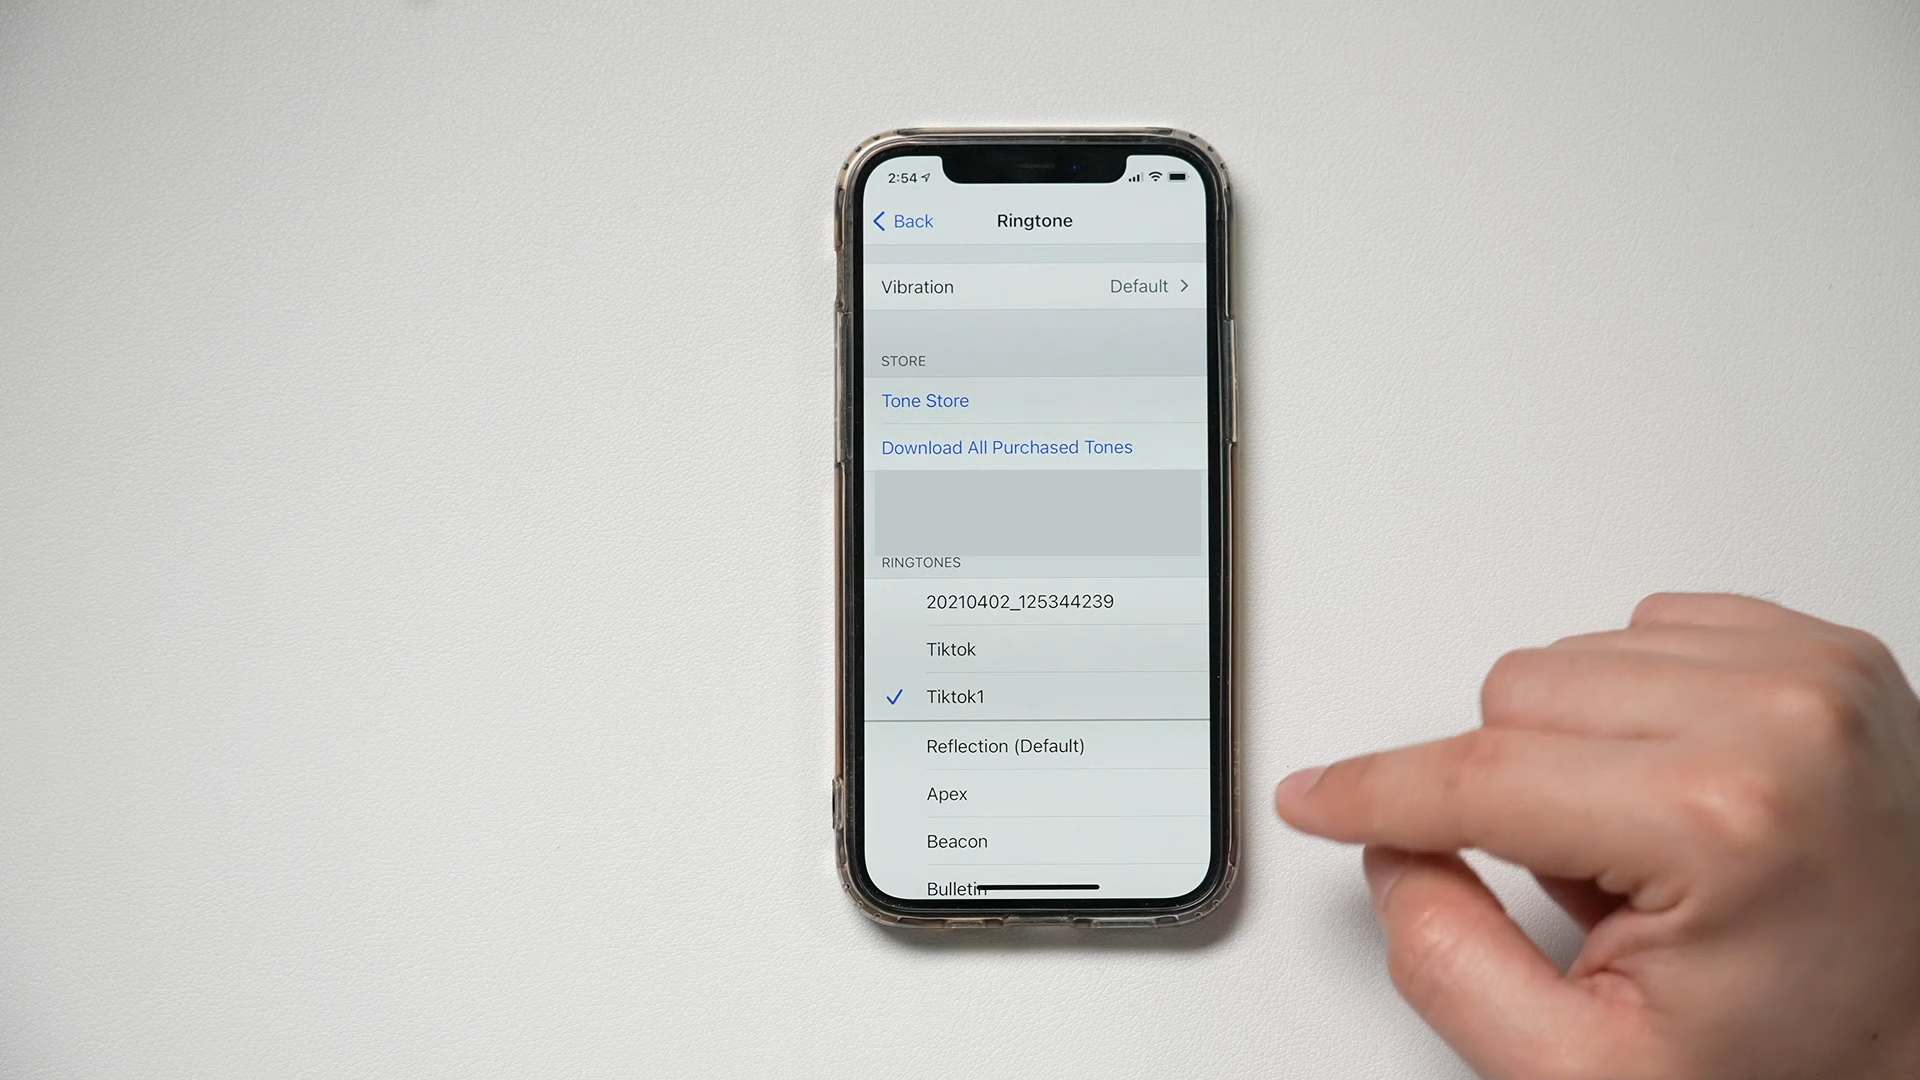 2:54
Back
Ringtone
Vibration
Default
STORE
Tone Store
Download All Purchased Tones
RINGTONES
20210402_125344239
Tiktok
Tiktok1
Reflection (Default)
Apex
Beacon
Bulletin